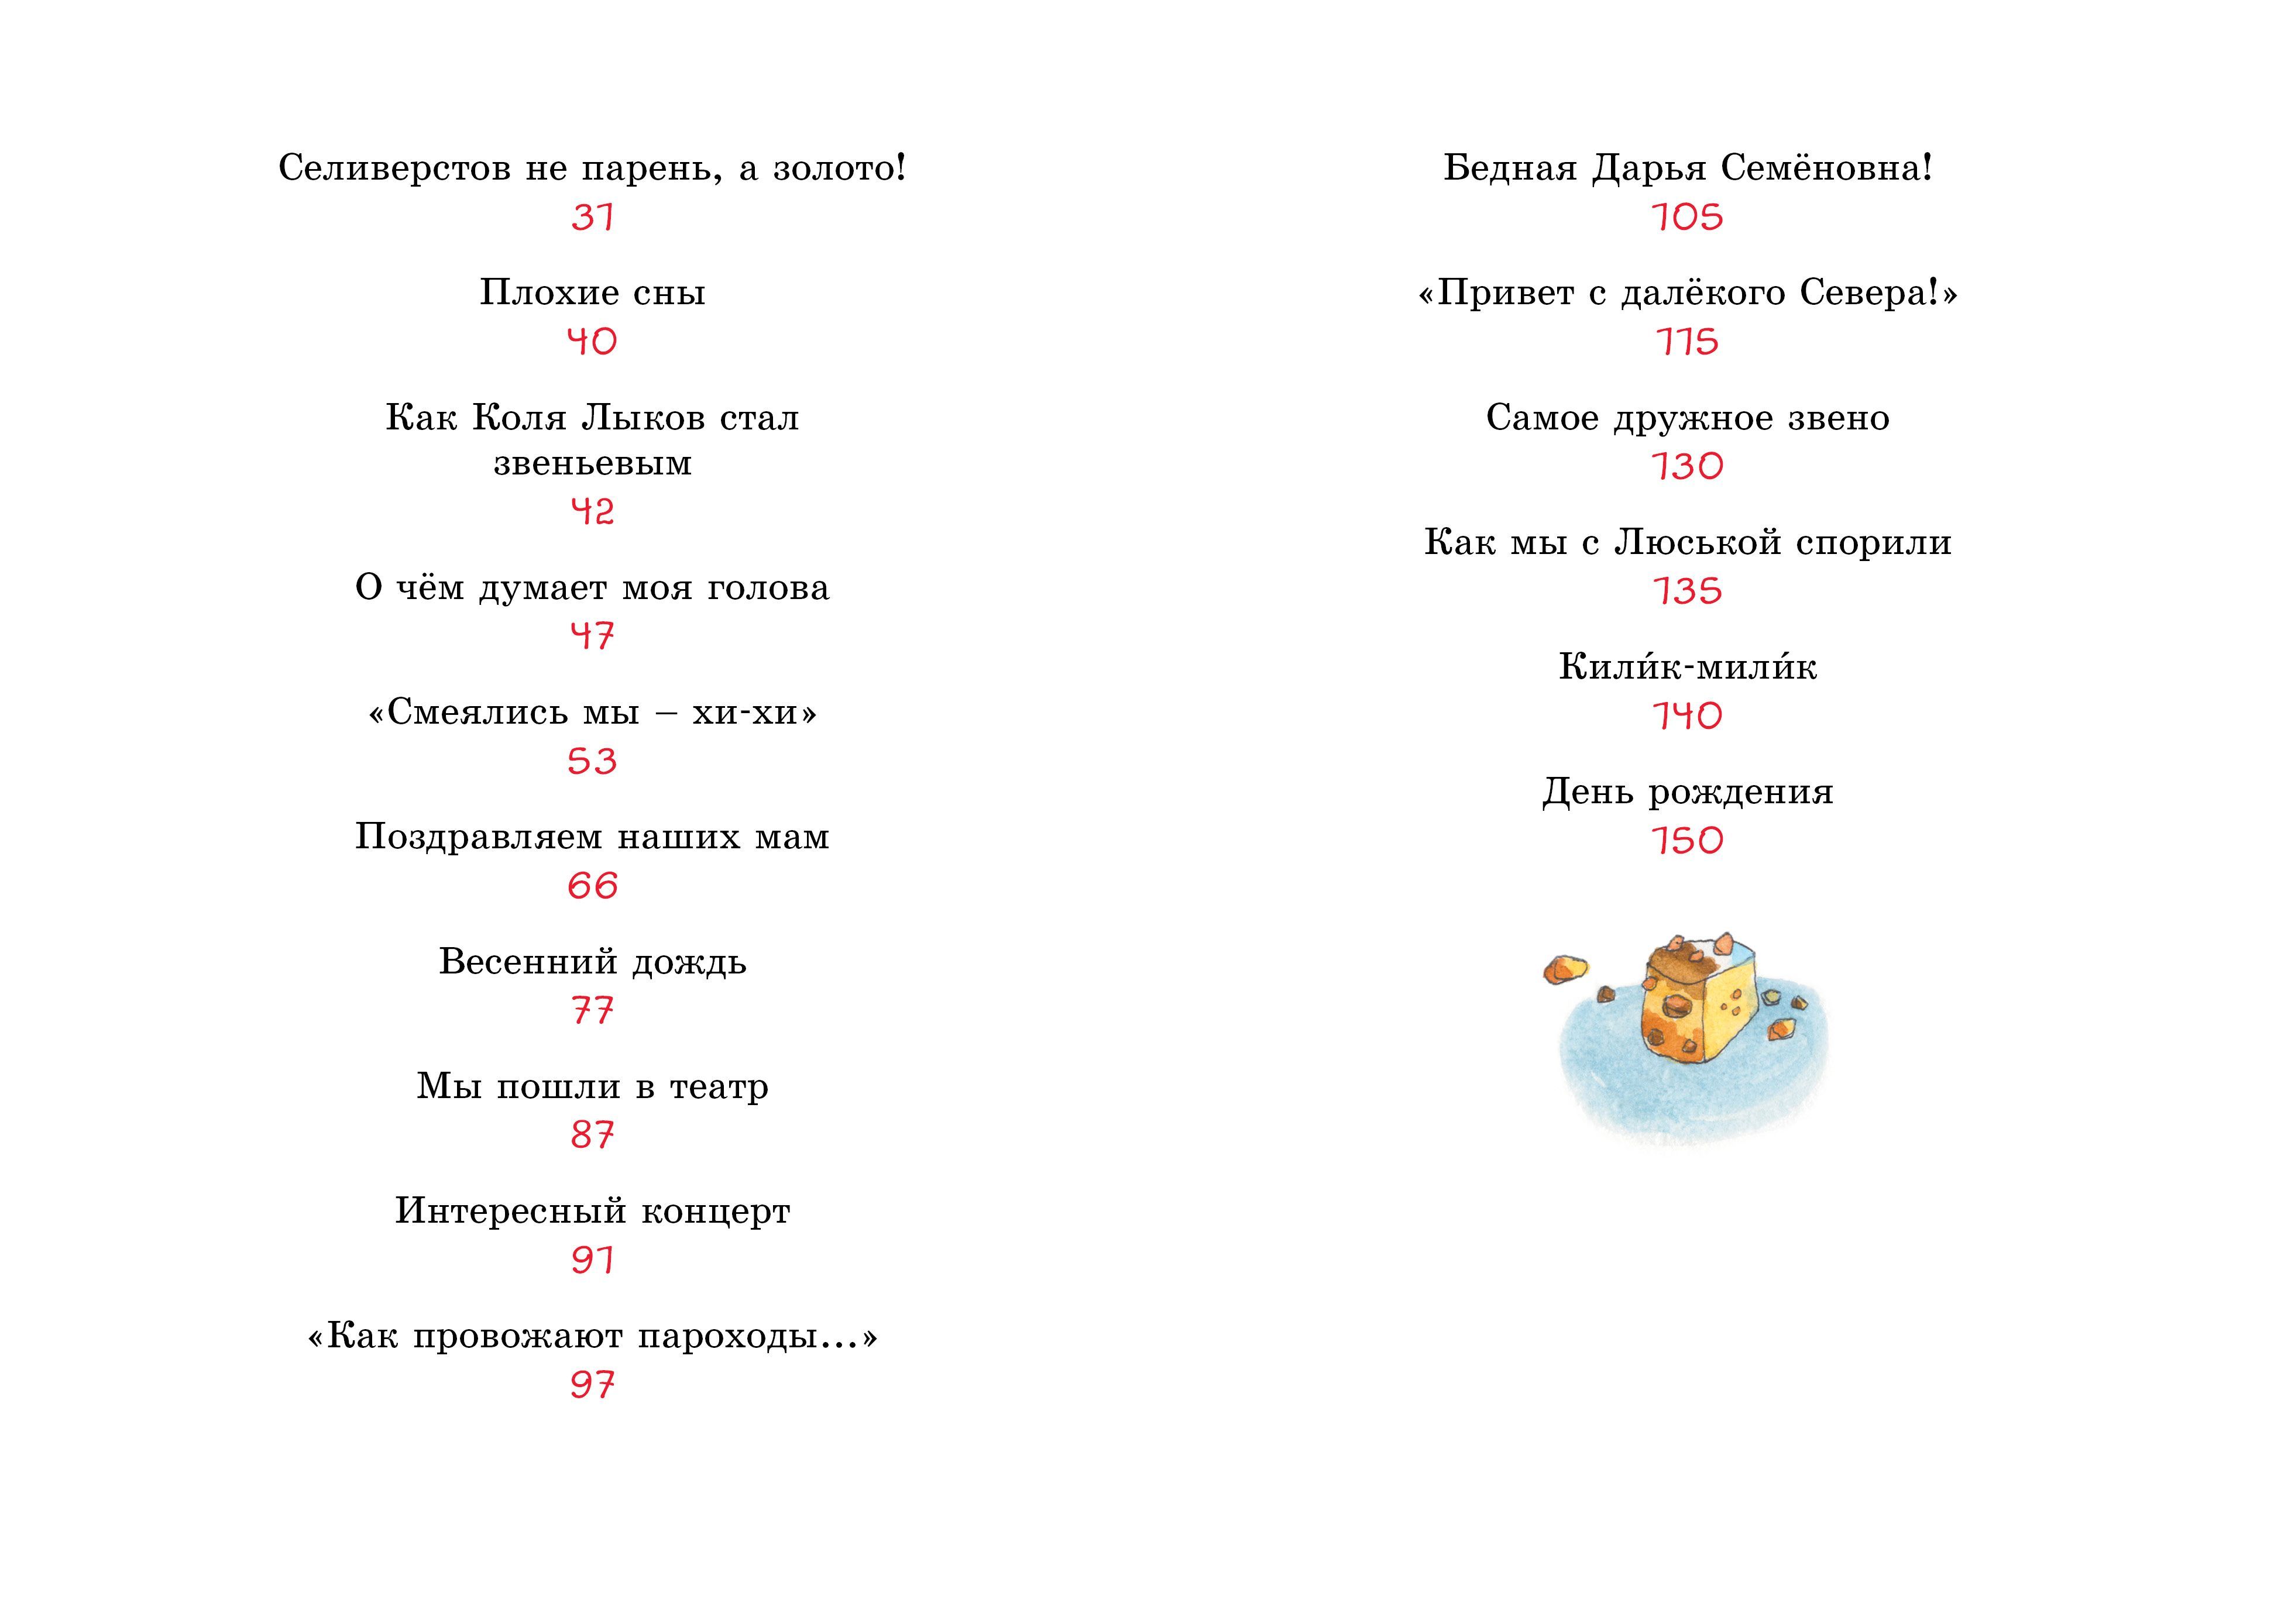 Селиверстов не парень, а золото!
31
Плохие сны
40
Как Коля Лыков стал
звеньевым
42
О чём думает моя голова
47
«Смеялись мы – хи-хи»
53
Поздравляем наших мам
66
Весенний дождь
77
Мы пошли в театр
87
Интересный концерт
91
«Как провожают пароходы...»
97
Бедная Дарья Семёновна!
105
«Привет с далёкого Севера!»
115
Самое дружное звено
130
Как мы с Люськой спорили
135
Кили́к-мили́к
140
День рождения
150